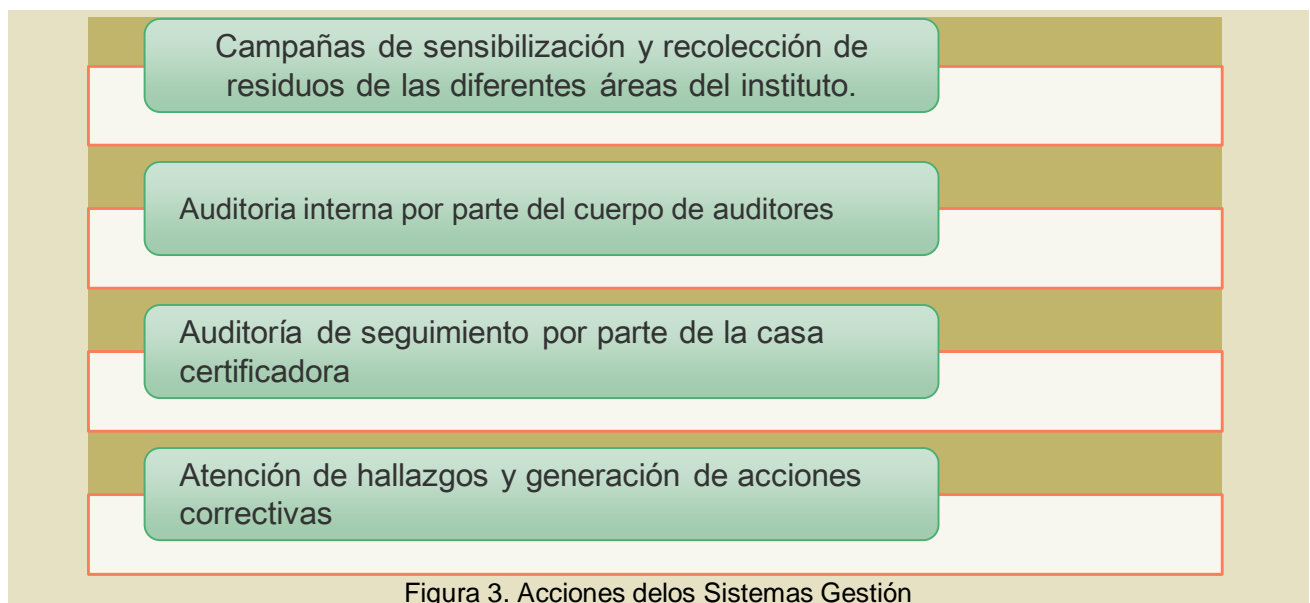 Campañas de sensibilización y recolección de
residuos de las diferentes áreas del instituto.
Auditoria interna por parte del cuerpo de auditores
Auditoría de seguimiento por parte de la casa
certificadora
Atención de hallazgos y generación de acciones
correctivas
Figura 3. Acciones delos Sistemas Gestión